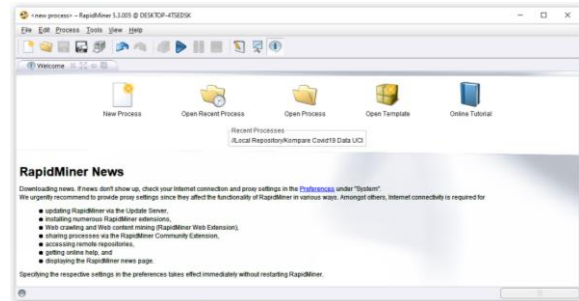 <new process> – RapidMiner 5.3.005 @ DESKTOP-4TSEDSK
File Edit Process Tools View Help
Welcome
New Process Open Recent Process Open Process Open Template Online Tutorial
Recent Processes
//Local Repository/Kompare Covid19 Data UCI
RapidMiner News
Downloading news. If news don't show up, check your Internet connection and proxy settings in the Preferences under "System".
We urgently recommend to provide proxy settings since they affect the functionality of RapidMiner in various ways. Amongst others, Internet connectivity is required for
● updating RapidMiner via the Update Server,
● installing numerous RapidMiner extensions,
● Web crawling and Web content mining (RapidMiner Web Extension),
● sharing processes via the RapidMiner Community Extension,
● accessing remote repositories,
● getting online help, and
● displaying the RapidMiner news page.
Specifying the respective settings in the preferences takes effect immediately without restarting RapidMiner.